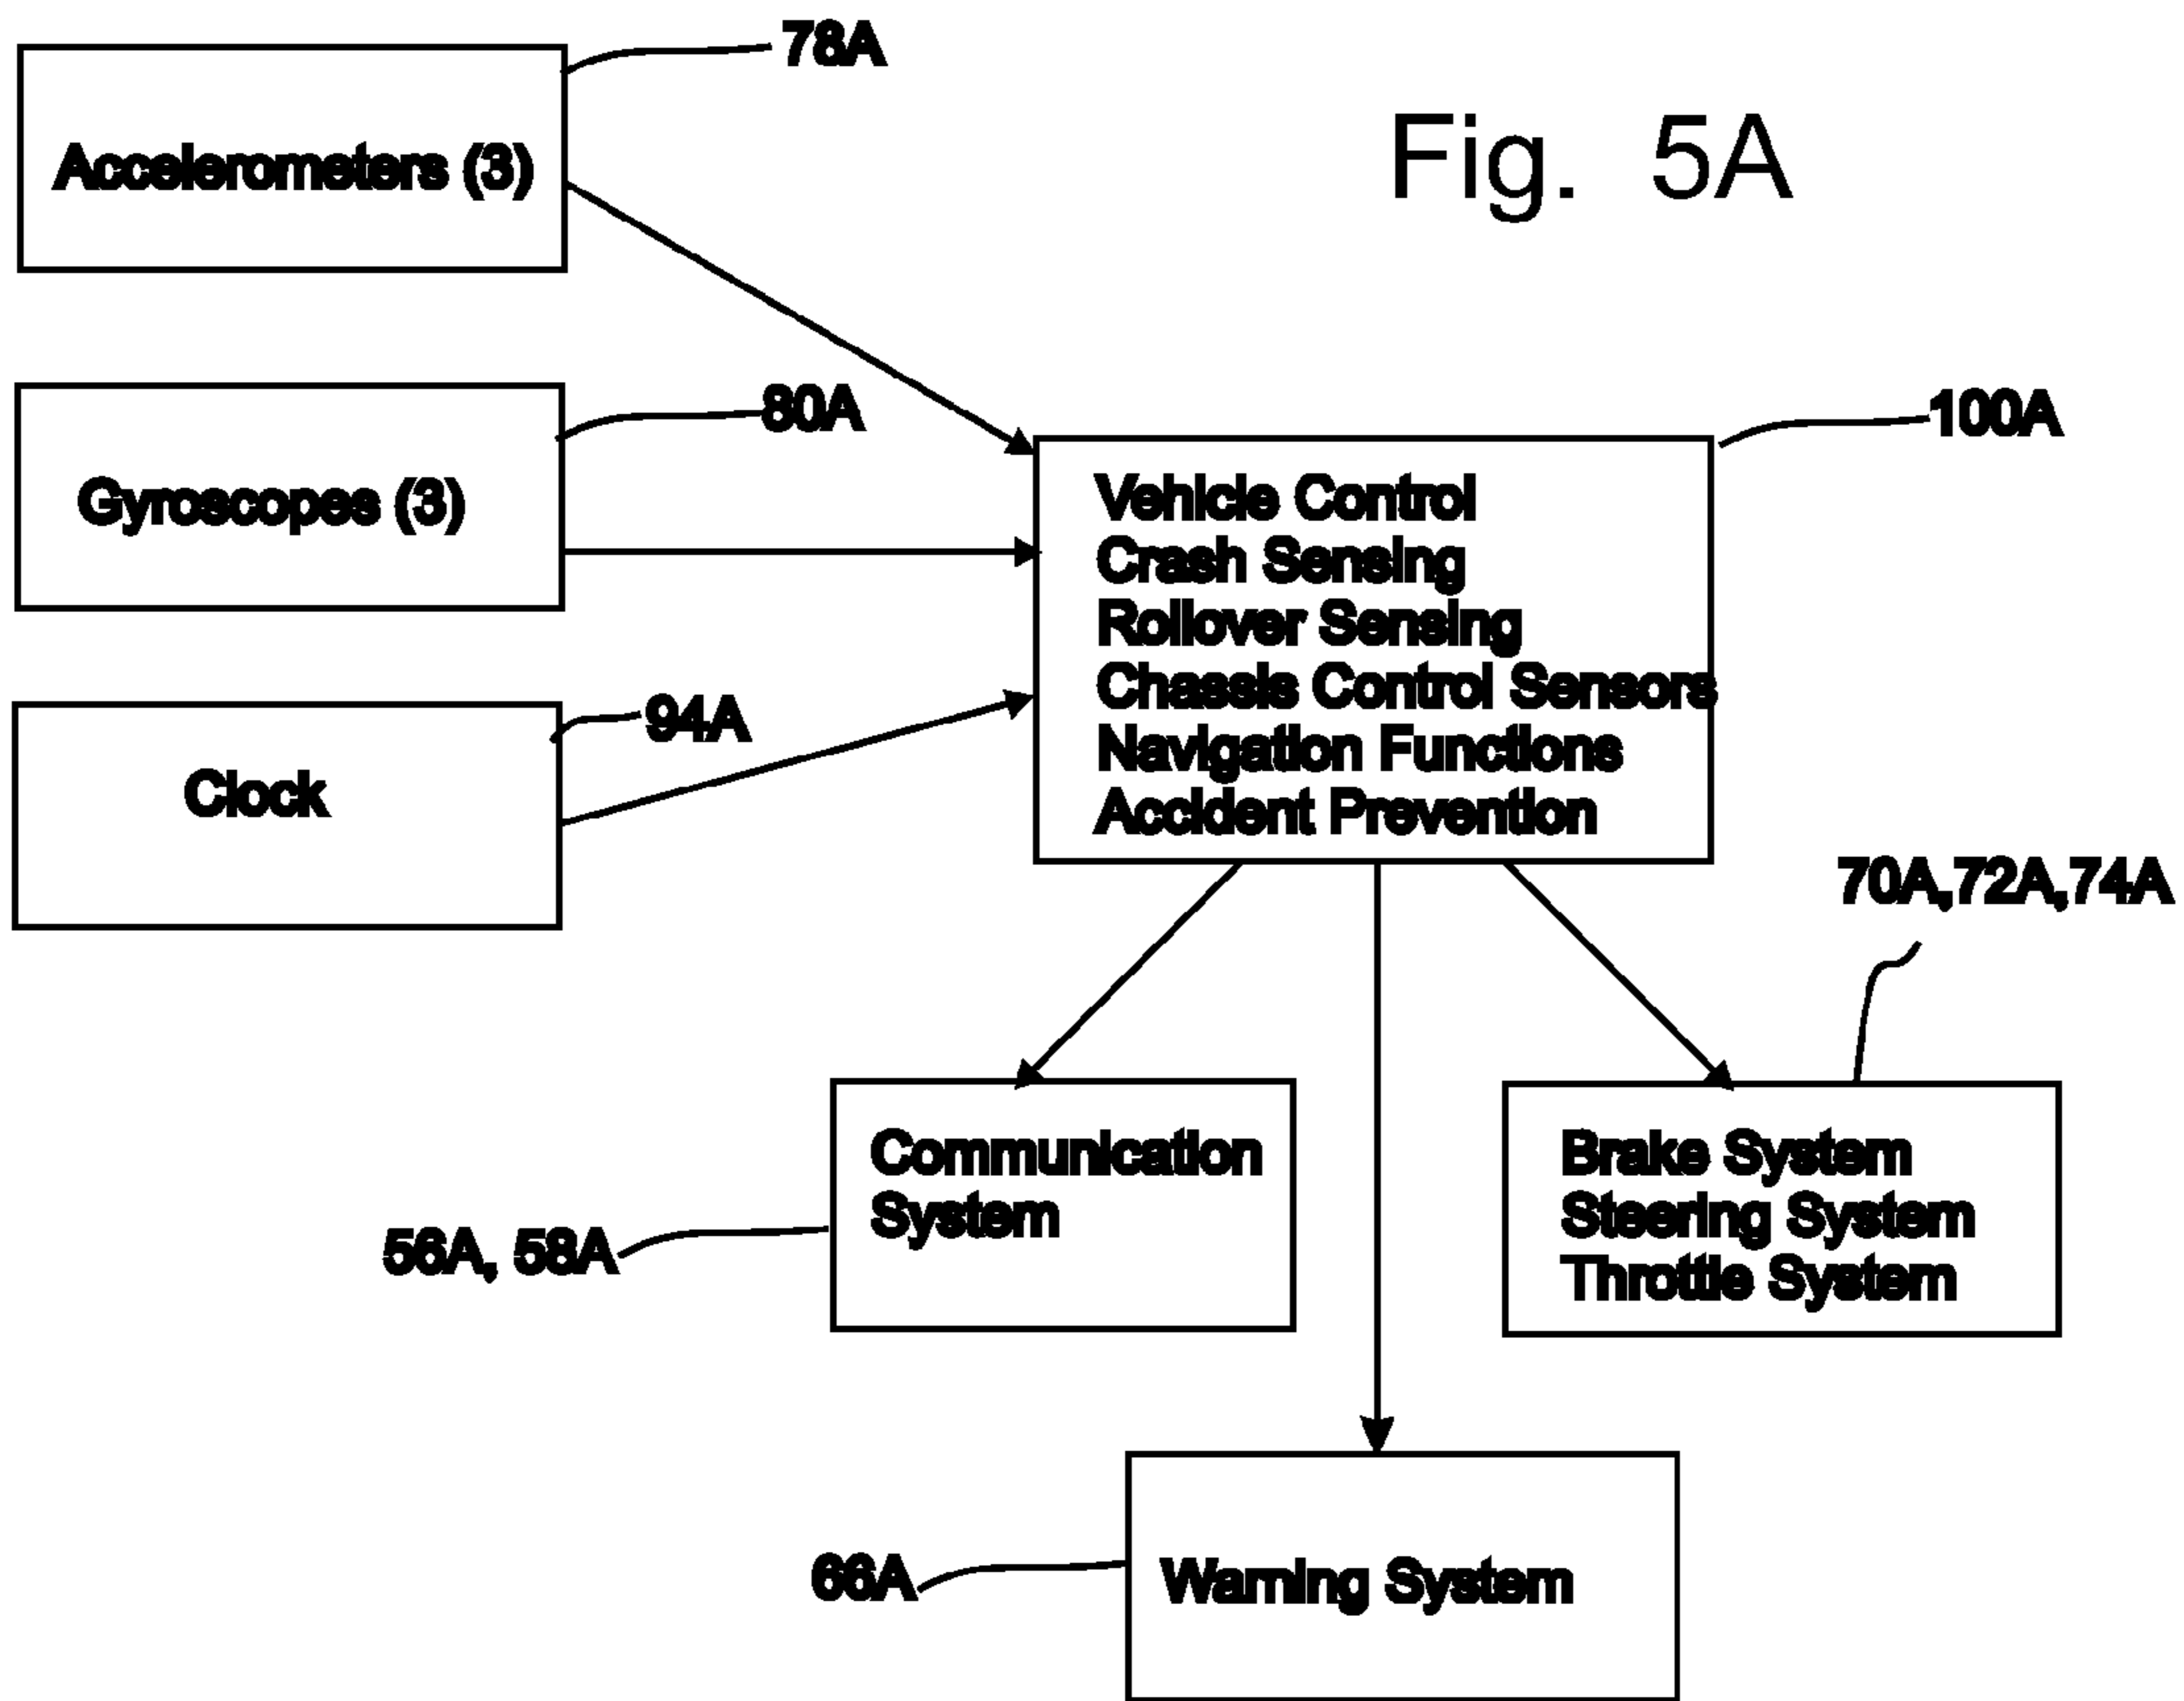 78A
Fig. 5A
Accelerometers (3)
80A
100A
Gyroscopes (3)
Vehicle Control
Crash Sensing
Rollover Sensing
Chassis Control Sensors
Navigation Functions
Accident Prevention
94A
Clock
70A,72A,74A
Communication
System
56A, 58A
Brake System
Steering System
Throttle System
66A
Warning System